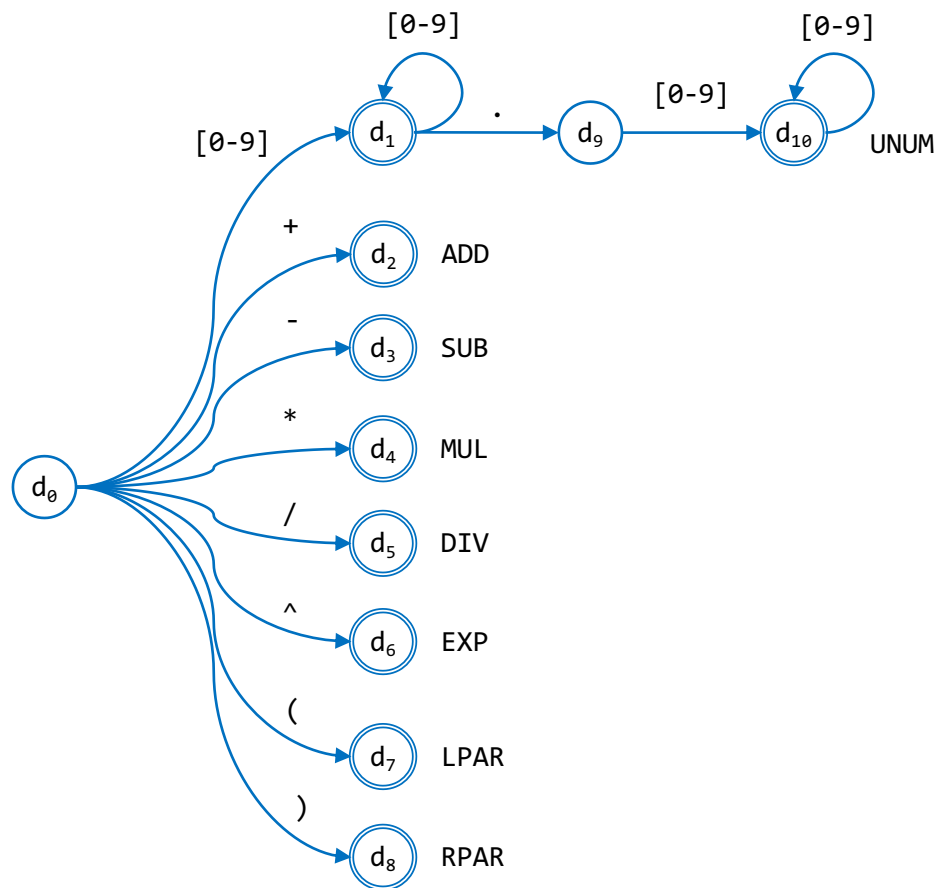 [0-9] [0-9]
[0-9] d₁ . d₉ [0-9] d₁₀ UNUM
+ d₂ ADD
- d₃ SUB
* d₄ MUL
d₀
/ d₅ DIV
^ d₆ EXP
( d₇ LPAR
) d₈ RPAR